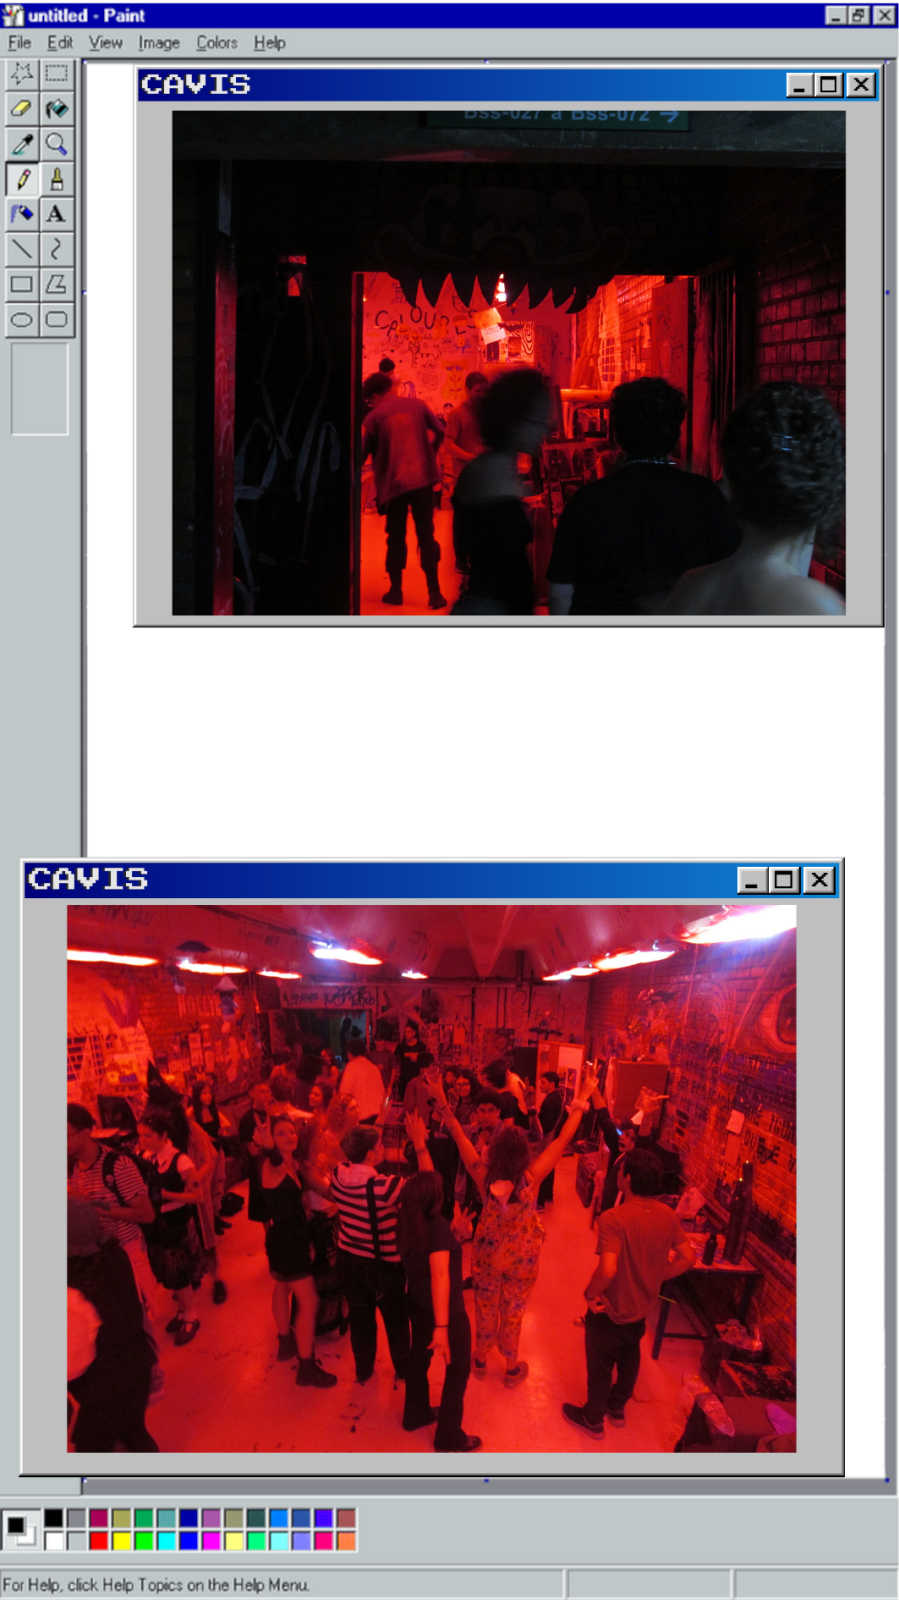 untitled - Paint
File Edit View Image Colors Help
CAVIS
Bss-027 a Bss-072 →
CALOURES
A
CAVIS
For Help, click Help Topics on the Help Menu.